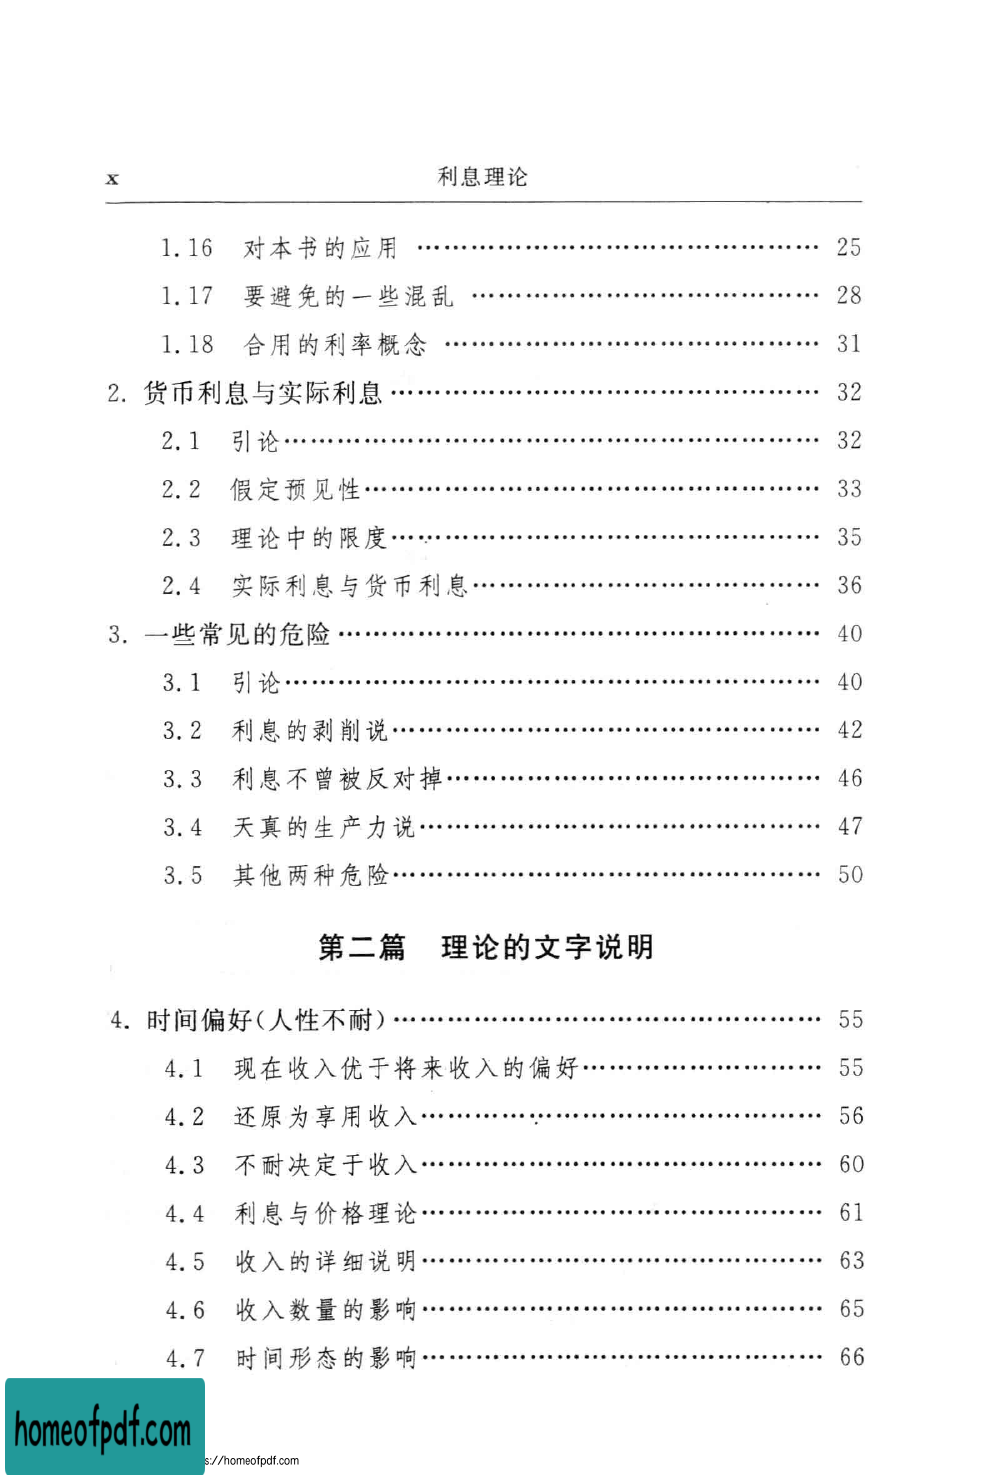 x 利息理论
1.16 对本书的应用 …………………………………… 25
1.17 要避免的一些混乱 ……………………………… 28
1.18 合用的利率概念 ………………………………… 31
2. 货币利息与实际利息……………………………………… 32
2.1 引论……………………………………………… 32
2.2 假定预见性……………………………………… 33
2.3 理论中的限度…………………………………… 35
2.4 实际利息与货币利息…………………………… 36
3. 一些常见的危险…………………………………………… 40
3.1 引论……………………………………………… 40
3.2 利息的剥削说…………………………………… 42
3.3 利息不曾被反对掉……………………………… 46
3.4 天真的生产力说………………………………… 47
3.5 其他两种危险…………………………………… 50
第二篇 理论的文字说明
4. 时间偏好(人性不耐)……………………………………… 55
4.1 现在收入优于将来收入的偏好………………… 55
4.2 还原为享用收入………………………………… 56
4.3 不耐决定于收入………………………………… 60
4.4 利息与价格理论………………………………… 61
4.5 收入的详细说明………………………………… 63
4.6 收入数量的影响………………………………… 65
4.7 时间形态的影响………………………………… 66
homeofpdf.com
s://homeofpdf.com